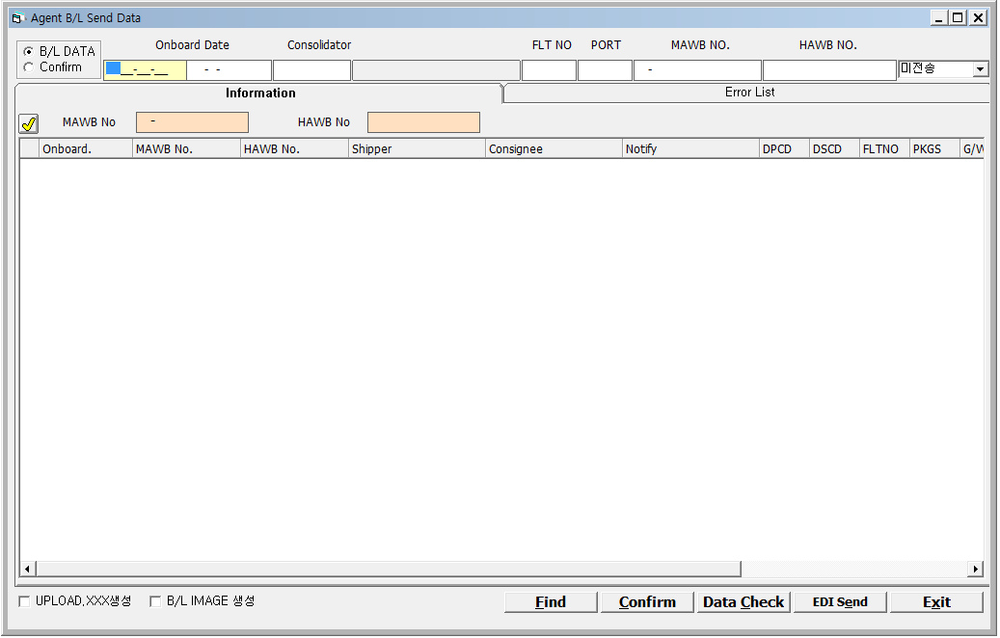 Agent B/L Send Data
B/L DATA
Confirm
Onboard Date Consolidator FLT NO PORT MAWB NO. HAWB NO.
__-__-__ - - - 미전송
Information Error List
MAWB No - HAWB No
Onboard. MAWB No. HAWB No. Shipper Consignee Notify DPCD DSCD FLTNO PKGS G/W
UPLOAD.XXX생성 B/L IMAGE 생성 Find Confirm Data Check EDI Send Exit